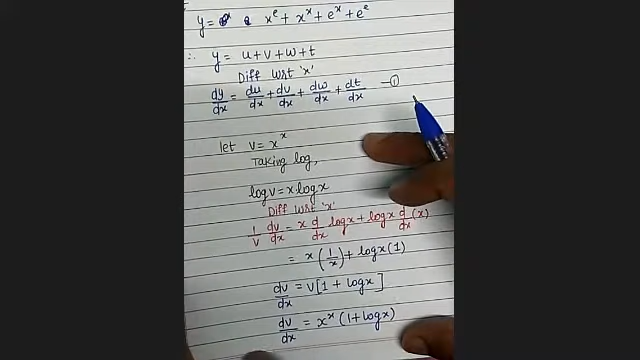 y = x^e + x^x + e^x + e^e
∴ y = u+v+w+t
Diff wrt 'x'
dy/dx = du/dx + dv/dx + dw/dx + dt/dx —①
let v = x^x
Taking log,
log v = x log x
Diff wrt 'x'
1/v dv/dx = x d/dx log x + log x d/dx (x)
= x(1/x) + log x (1)
dv/dx = v[1 + log x]
dv/dx = x^x (1+log x)